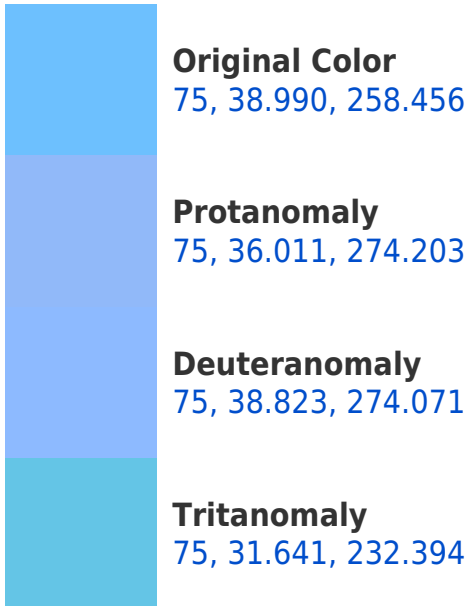 Original Color
75, 38.990, 258.456
Protanomaly
75, 36.011, 274.203
Deuteranomaly
75, 38.823, 274.071
Tritanomaly
75, 31.641, 232.394